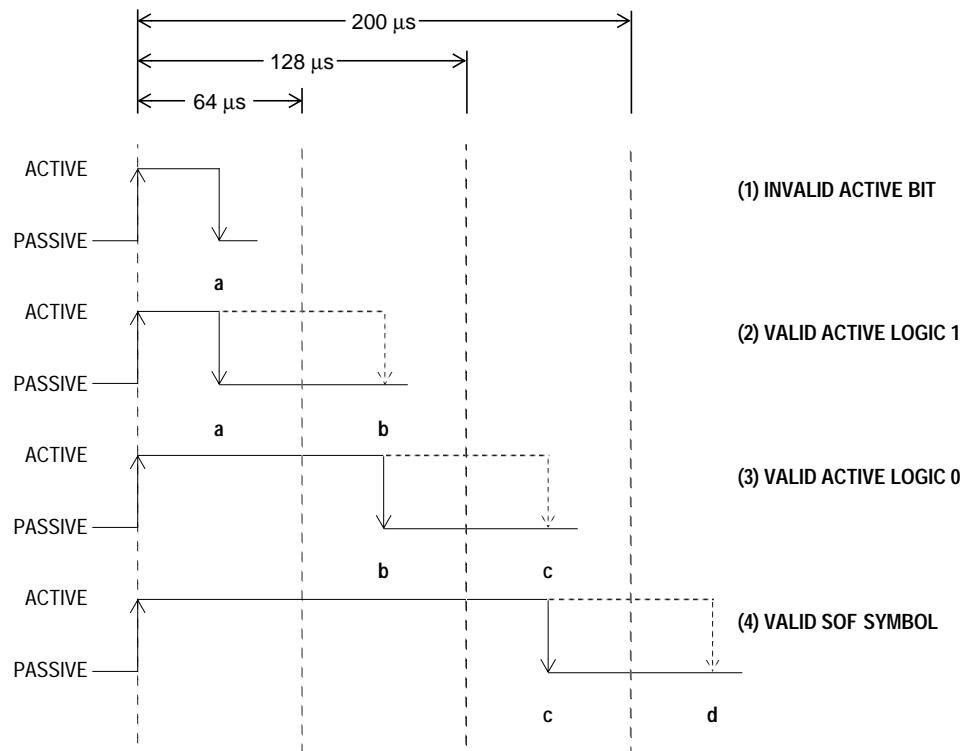 200 μs
128 μs
64 μs
ACTIVE
(1) INVALID ACTIVE BIT
PASSIVE
a
ACTIVE
(2) VALID ACTIVE LOGIC 1
PASSIVE
a b
ACTIVE
(3) VALID ACTIVE LOGIC 0
PASSIVE
b c
ACTIVE
(4) VALID SOF SYMBOL
PASSIVE
c d